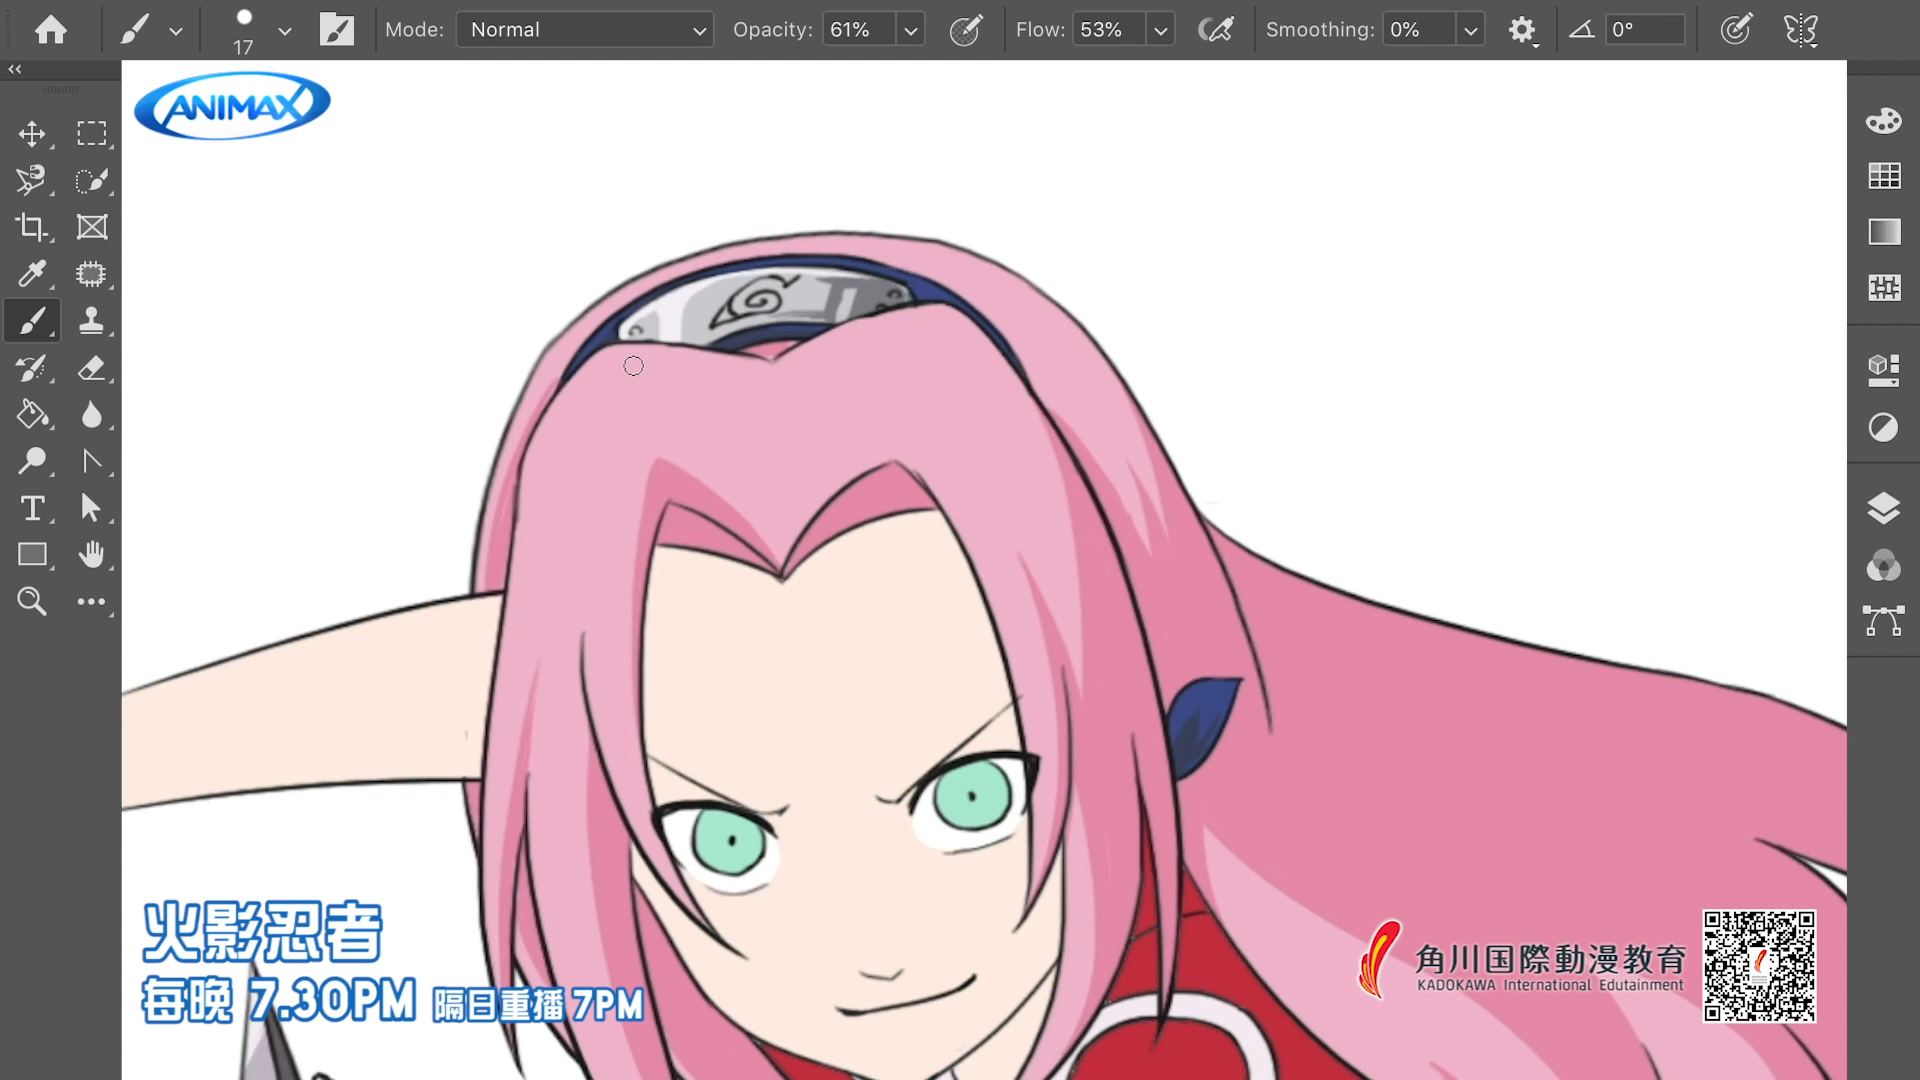 17
Mode: Normal
Opacity: 61%
Flow: 53%
Smoothing: 0%
0°
ANIMAX
火影忍者
每晚 7.30PM 隔日重播 7PM
角川国際動漫教育
KADOKAWA International Edutainment